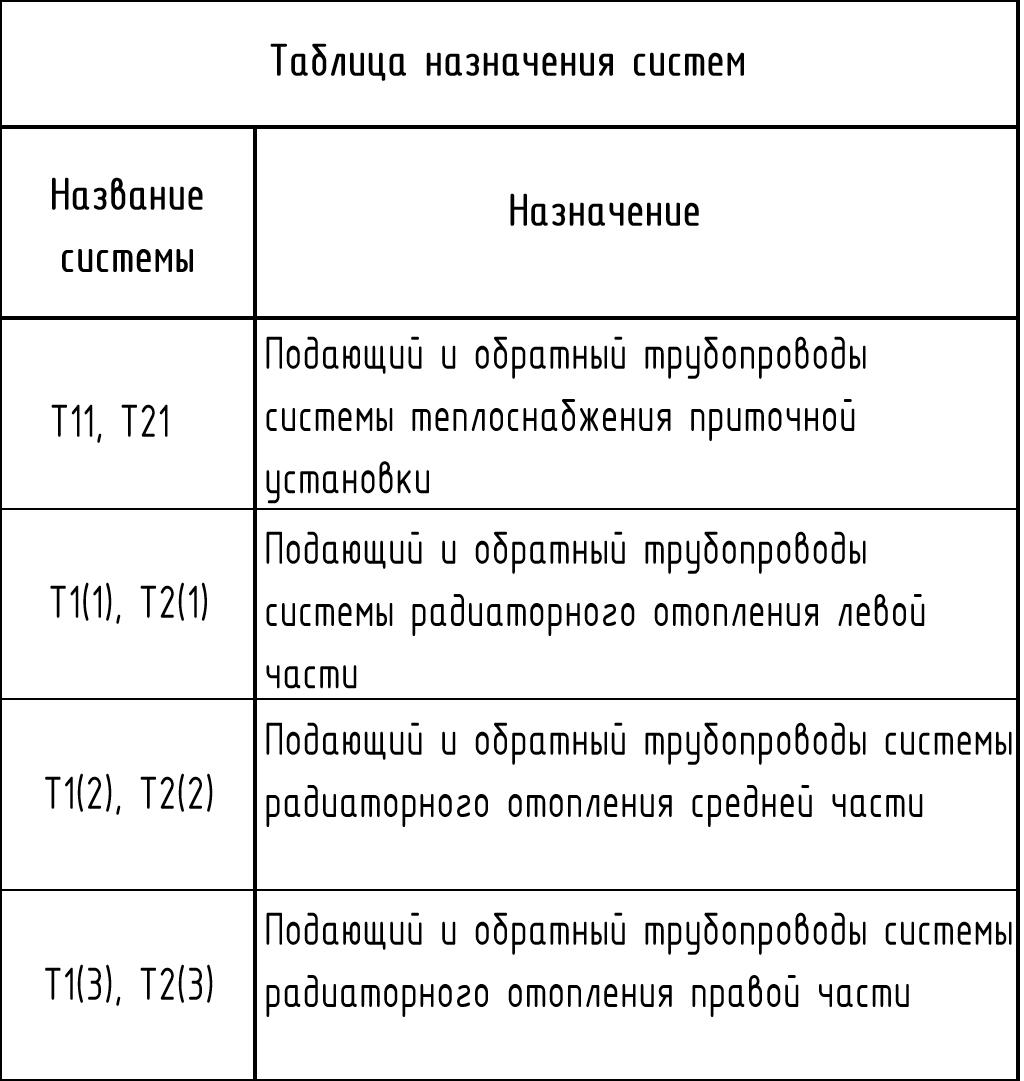 Таблица назначения систем
Название
системы
Назначение
Т11, Т21
Подающий и обратный трубопроводы
системы теплоснабжения приточной
установки
Т1(1), Т2(1)
Подающий и обратный трубопроводы
системы радиаторного отопления левой
части
Т1(2), Т2(2)
Подающий и обратный трубопроводы системы
радиаторного отопления средней части
Т1(3), Т2(3)
Подающий и обратный трубопроводы системы
радиаторного отопления правой части